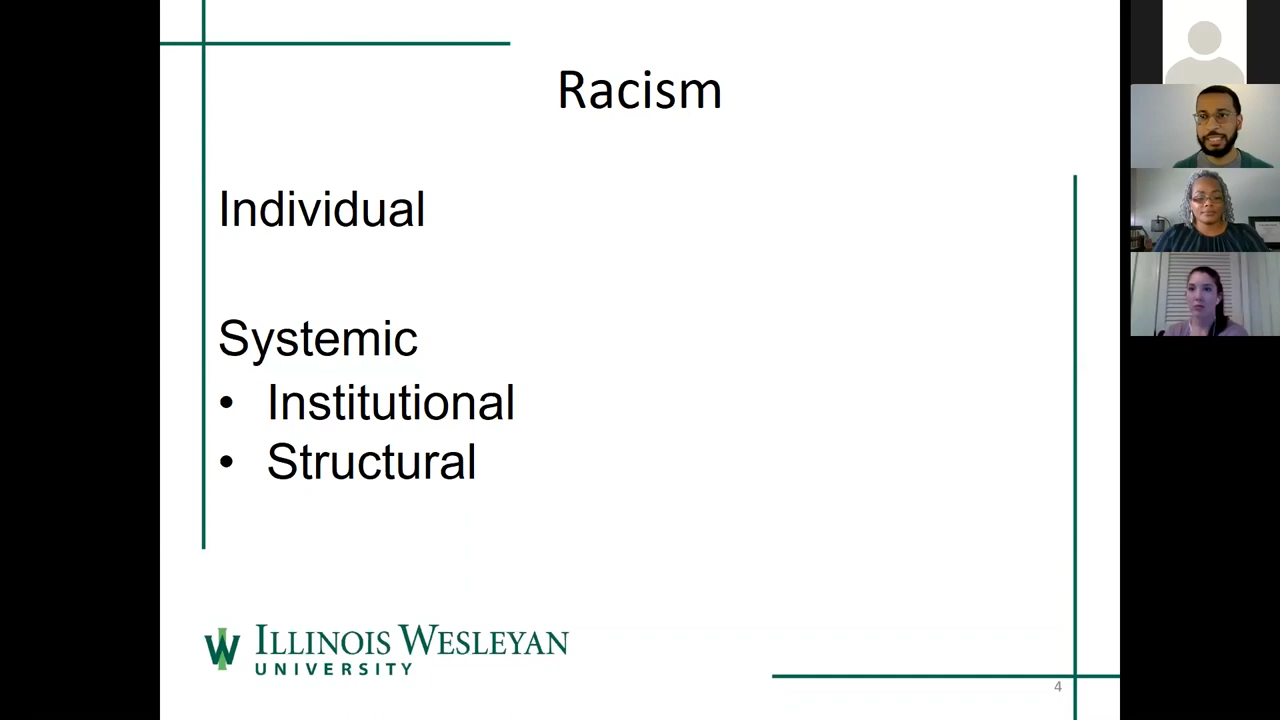 Racism
Individual
Systemic
• Institutional
• Structural
ILLINOIS WESLEYAN
UNIVERSITY
4